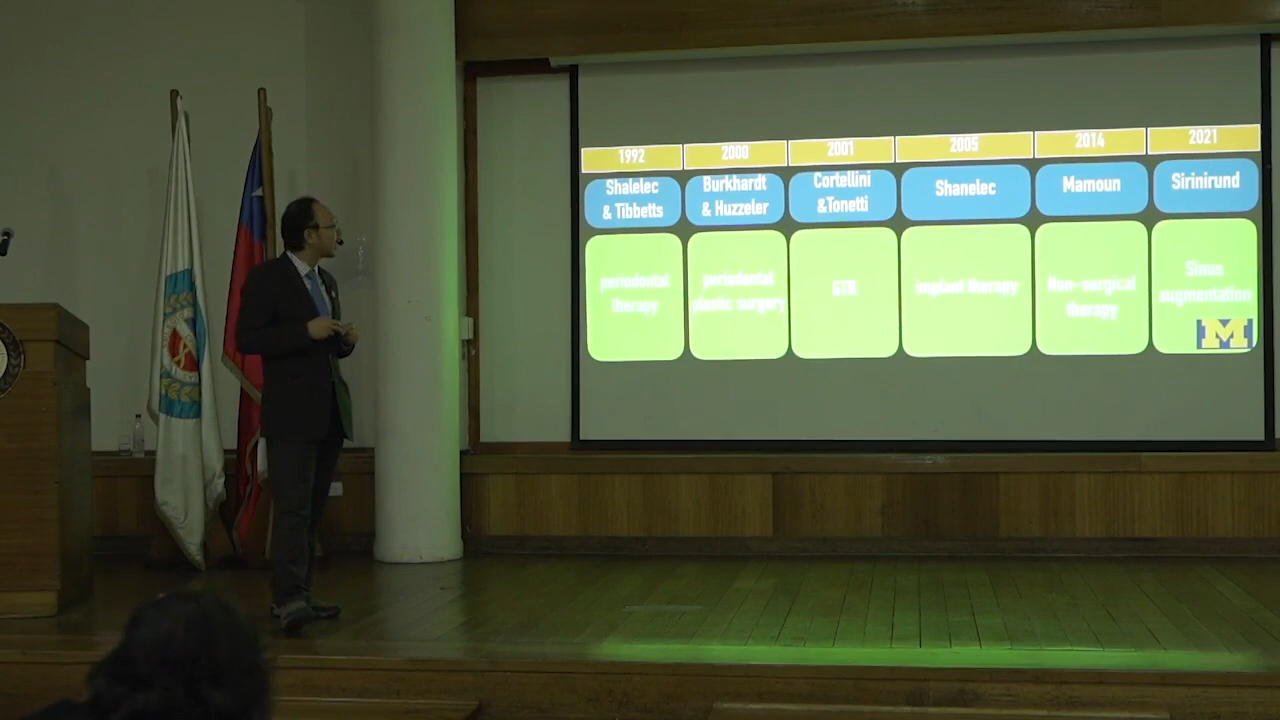 1992 2000 2001 2005 2014 2021
Shalelec Burkhardt Cortellini Shanelec Mamoun Sirinirund
& Tibbetts & Huzzeler &Tonetti
periodontal periodontal GTR implant therapy Non-surgical Sinus
therapy plastic surgery therapy augmentation
M